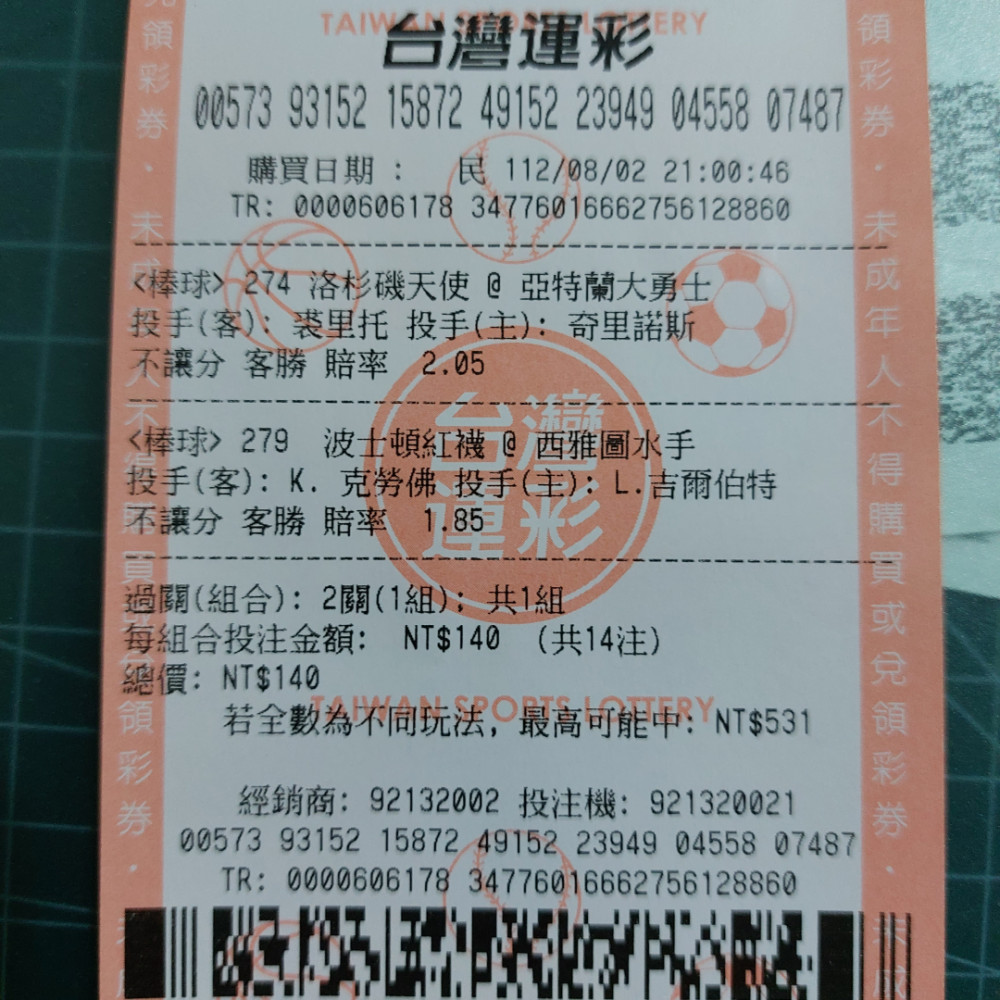 TAIWAN SPORTS LOTTERY
台灣運彩
00573 93152 15872 49152 23949 04558 07487
購買日期 : 民 112/08/02 21:00:46
TR: 0000606178 34776016662756128860
<棒球> 274 洛杉磯天使 @ 亞特蘭大勇士
投手(客): 裘里托 投手(主): 奇里諾斯
不讓分 客勝 賠率 2.05
台灣運彩
<棒球> 279 波士頓紅襪 @ 西雅圖水手
投手(客): K. 克勞佛 投手(主): L.吉爾伯特
不讓分 客勝 賠率 1.85
過關(組合): 2關(1組); 共1組
每組合投注金額: NT$140 (共14注)
總價: NT$140
TAIWAN SPORTS LOTTERY
若全數為不同玩法, 最高可能中: NT$531
經銷商: 92132002 投注機: 921320021
00573 93152 15872 49152 23949 04558 07487
TR: 0000606178 34776016662756128860
領彩券．未成年人不得購買或兌領彩券．
領彩券．未成年人不得購買或兌領彩券．